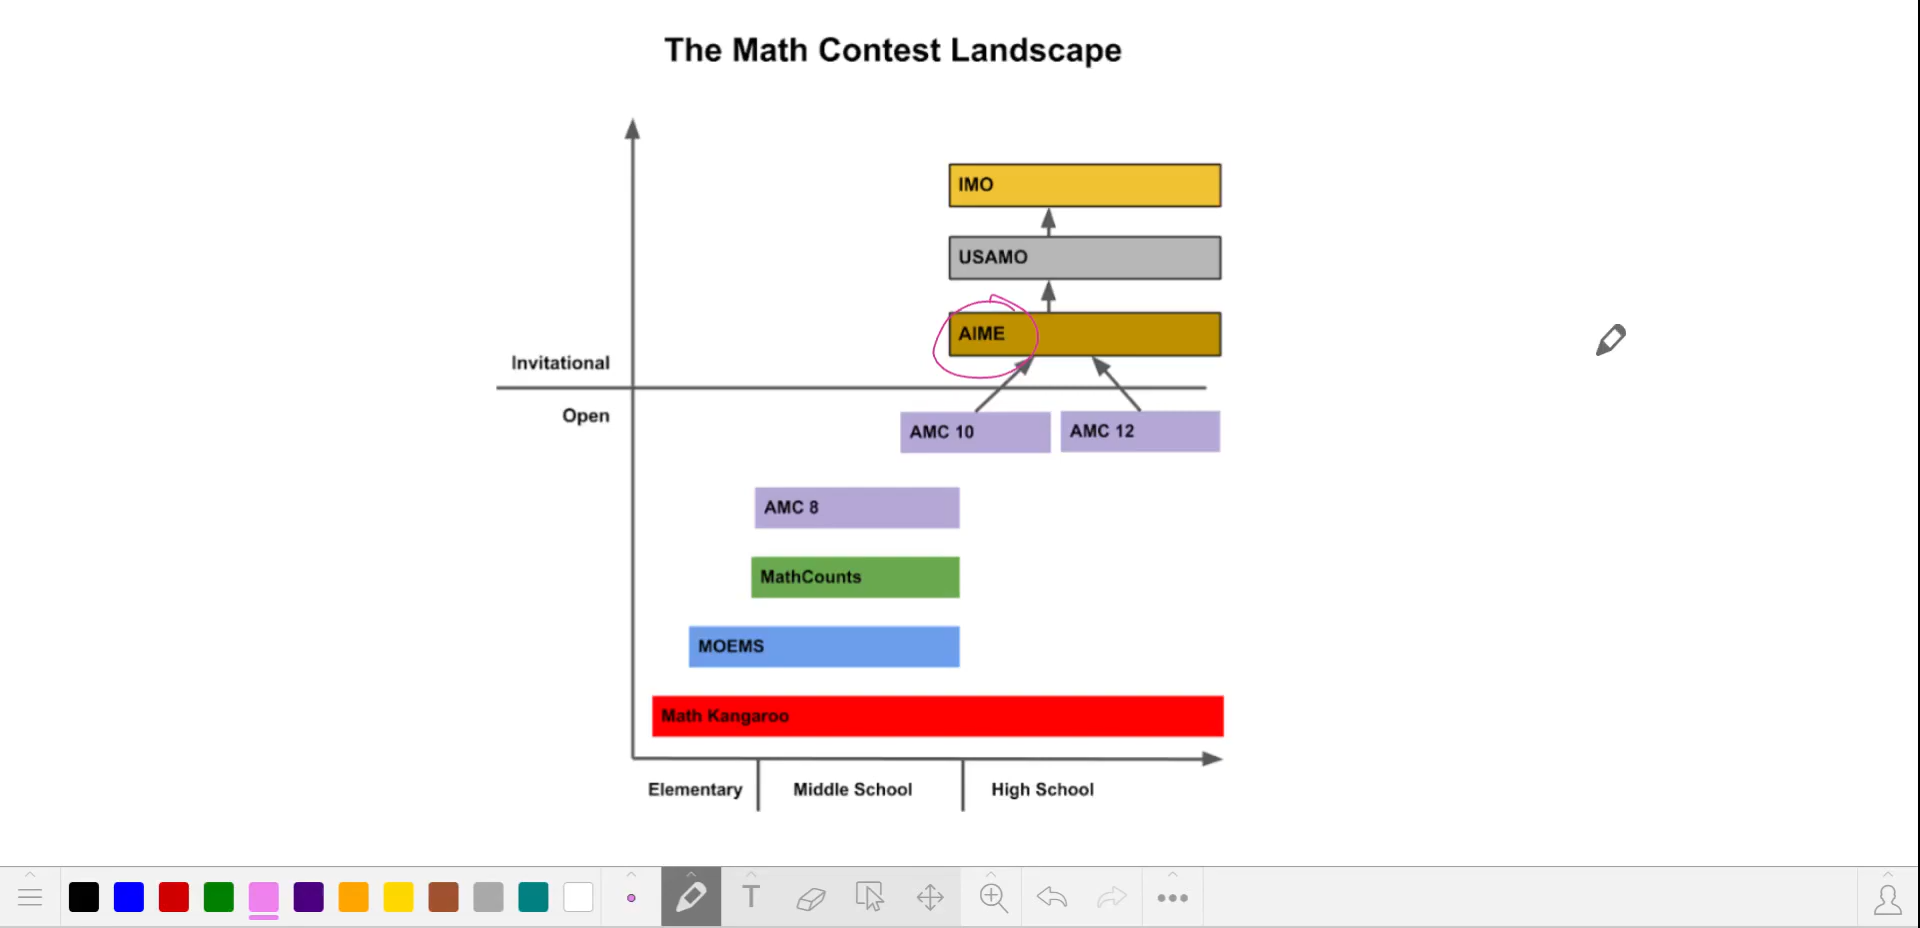 The Math Contest Landscape
IMO
USAMO
AIME
Invitational
Open
AMC 10
AMC 12
AMC 8
MathCounts
MOEMS
Math Kangaroo
Elementary
Middle School
High School
T